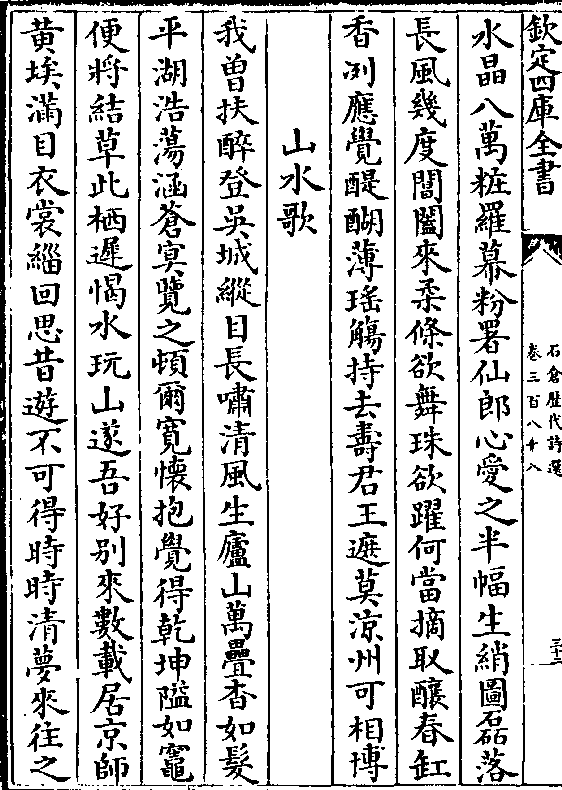 欽定四庫全書
石倉歷代詩選
卷三百八十八
三十二
水晶八萬粧羅幕粉署仙郎心愛之半幅生綃圖磊落
長風幾度閶闔來柔條欲舞珠欲躍何當摘取釀春缸
香冽應覺醍醐薄瑤觴持去壽君王遮莫涼州可相博
山水歌
我曾扶醉登吳城縱目長嘯清風生廬山萬疊杳如髮
平湖浩蕩涵蒼冥覽之頓爾寬懷抱覺得乾坤隘如竈
便將結草此栖遲愒水玩山遂吾好别來數載居京師
黃埃滿目衣裳緇回思昔遊不可得時時清夢來往之